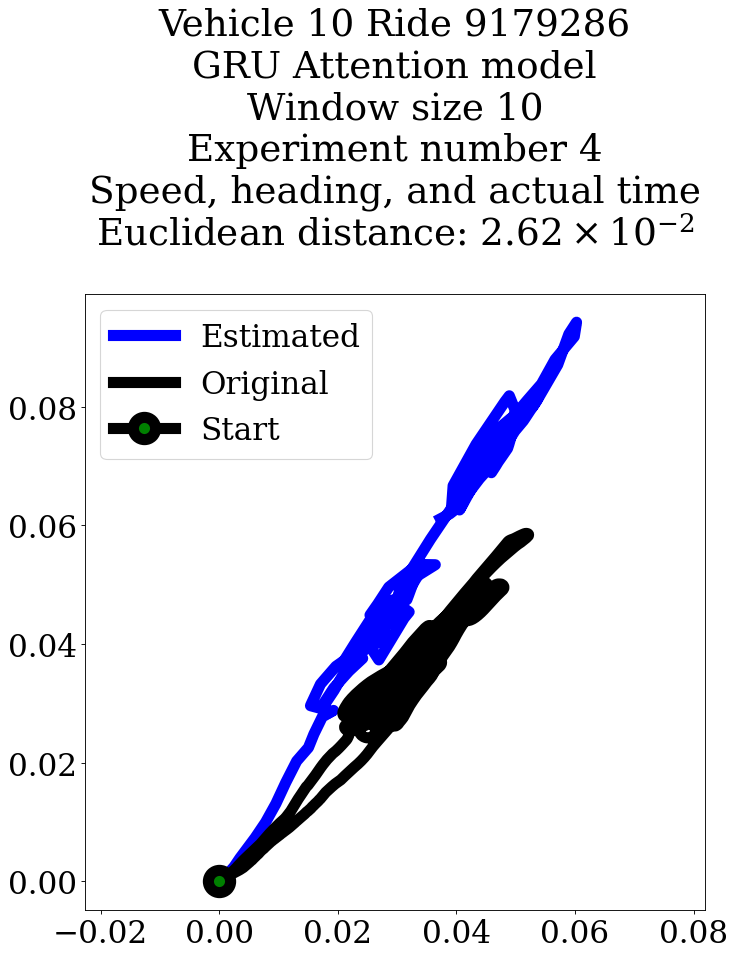 Vehicle 10 Ride 9179286
GRU Attention model
Window size 10
Experiment number 4
Speed, heading, and actual time
Euclidean distance: 2.62 × 10⁻²
Estimated
Original
Start
0.08
0.06
0.04
0.02
0.00
−0.02 0.00 0.02 0.04 0.06 0.08